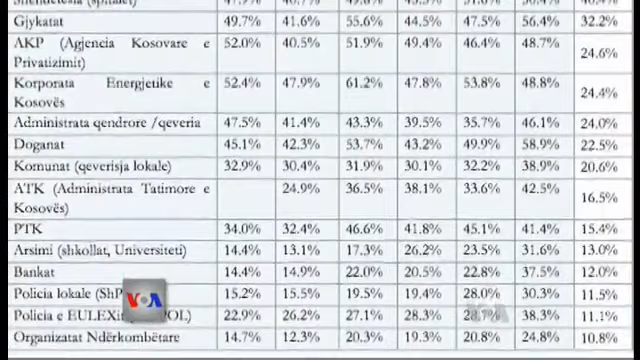 Gjykatat 49.7% 41.6% 55.6% 44.5% 47.5% 56.4% 32.2%
AKP (Agjencia Kosovare e 52.0% 40.5% 51.9% 49.4% 46.4% 48.7% 24.6%
Privatizimit)
Korporata Energjetike e 52.4% 47.9% 61.2% 47.8% 53.8% 48.8% 24.4%
Kosovës
Administrata qendrore /qeveria 47.5% 41.4% 43.3% 39.5% 35.7% 46.1% 24.0%
Doganat 45.1% 42.3% 53.7% 43.2% 49.9% 58.9% 22.5%
Komunat (qeverisja lokale) 32.9% 30.4% 31.9% 30.1% 32.2% 38.9% 20.6%
ATK (Administrata Tatimore e 24.9% 36.5% 38.1% 33.6% 42.5% 16.5%
Kosovës)
PTK 34.0% 32.4% 46.6% 41.8% 45.1% 41.4% 15.4%
Arsimi (shkollat, Universiteti) 14.4% 13.1% 17.3% 26.2% 23.5% 31.6% 13.0%
Bankat 14.4% 14.9% 22.0% 20.5% 22.8% 37.5% 12.0%
Policia lokale 15.2% 15.5% 19.5% 19.4% 28.0% 30.3% 11.5%
VOA
Policia e 22.9% 26.2% 27.1% 28.3% 38.3% 11.1%
Organizatat Ndërkombëtare 14.7% 12.3% 20.3% 19.3% 20.8% 24.8% 10.8%